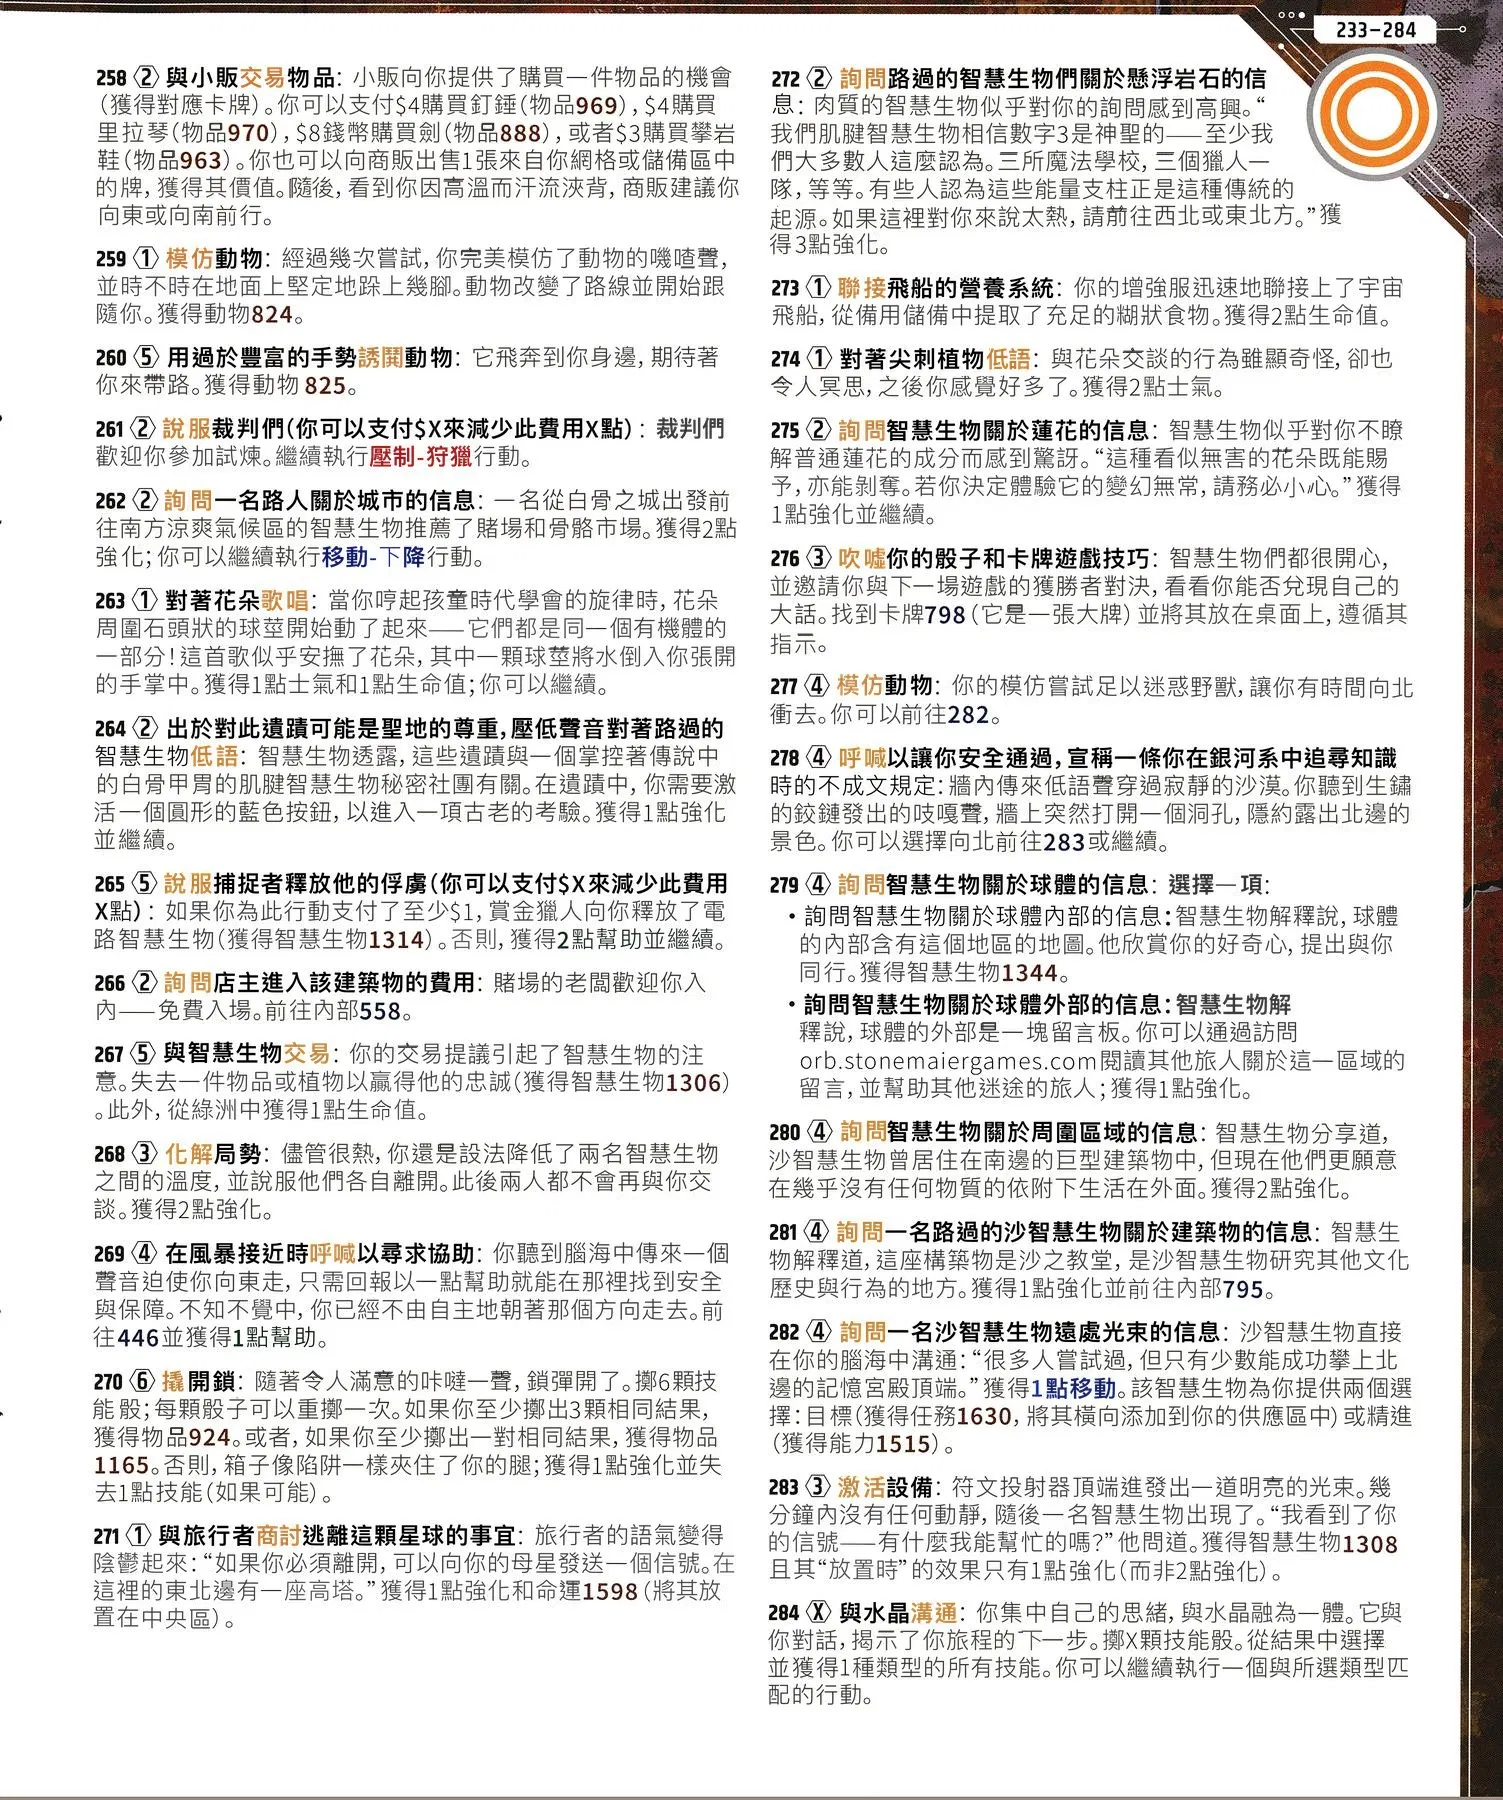 233–284
258 2 與小販交易物品: 小販向你提供了購買一件物品的機會
(獲得對應卡牌)。你可以支付$4購買釘錘(物品969),$4購買
里拉琴(物品970),$8錢幣購買劍(物品888),或者$3購買攀岩
鞋(物品963)。你也可以向商販出售1張來自你網格或儲備區中
的牌,獲得其價值。隨後,看到你因高溫而汗流浹背,商販建議你
向東或向南前行。
259 1 模仿動物: 經過幾次嘗試,你完美模仿了動物的嘰喳聲,
並時不時在地面上堅定地跺上幾腳。動物改變了路線並開始跟
隨你。獲得動物824。
260 5 用過於豐富的手勢誘鬨動物: 它飛奔到你身邊,期待著
你來帶路。獲得動物 825。
261 2 說服裁判們(你可以支付$X來減少此費用X點): 裁判們
歡迎你參加試煉。繼續執行壓制-狩獵行動。
262 2 詢問一名路人關於城市的信息: 一名從白骨之城出發前
往南方涼爽氣候區的智慧生物推薦了賭場和骨骼市場。獲得2點
強化;你可以繼續執行移動-下降行動。
263 1 對著花朵歌唱: 當你哼起孩童時代學會的旋律時,花朵
周圍石頭狀的球莖開始動了起來——它們都是同一個有機體的
一部分!這首歌似乎安撫了花朵,其中一顆球莖將水倒入你張開
的手掌中。獲得1點士氣和1點生命值;你可以繼續。
264 2 出於對此遺蹟可能是聖地的尊重,壓低聲音對著路過的
智慧生物低語: 智慧生物透露,這些遺蹟與一個掌控著傳說中
的白骨甲冑的肌腱智慧生物秘密社團有關。在遺蹟中,你需要激
活一個圓形的藍色按鈕,以進入一項古老的考驗。獲得1點強化
並繼續。
265 5 說服捕捉者釋放他的俘虜(你可以支付$X來減少此費用
X點): 如果你為此行動支付了至少$1,賞金獵人向你釋放了電
路智慧生物(獲得智慧生物1314)。否則,獲得2點幫助並繼續。
266 2 詢問店主進入該建築物的費用: 賭場的老闆歡迎你入
內——免費入場。前往內部558。
267 5 與智慧生物交易: 你的交易提議引起了智慧生物的注
意。失去一件物品或植物以贏得他的忠誠(獲得智慧生物1306)
。此外,從綠洲中獲得1點生命值。
268 3 化解局勢: 儘管很熱,你還是設法降低了兩名智慧生物
之間的溫度,並說服他們各自離開。此後兩人都不會再與你交
談。獲得2點強化。
269 4 在風暴接近時呼喊以尋求協助: 你聽到腦海中傳來一個
聲音迫使你向東走,只需回報以一點幫助就能在那裡找到安全
與保障。不知不覺中,你已經不由自主地朝著那個方向走去。前
往446並獲得1點幫助。
270 6 撬開鎖: 隨著令人滿意的咔噠一聲,鎖彈開了。擲6顆技
能骰;每顆骰子可以重擲一次。如果你至少擲出3顆相同結果,
獲得物品924。或者,如果你至少擲出一對相同結果,獲得物品
1165。否則,箱子像陷阱一樣夾住了你的腿;獲得1點強化並失
去1點技能(如果可能)。
271 1 與旅行者商討逃離這顆星球的事宜: 旅行者的語氣變得
陰鬱起來:“如果你必須離開,可以向你的母星發送一個信號。在
這裡的東北邊有一座高塔。”獲得1點強化和命運1598(將其放
置在中央區)。
272 2 詢問路過的智慧生物們關於懸浮岩石的信
息: 肉質的智慧生物似乎對你的詢問感到高興。“
我們肌腱智慧生物相信數字3是神聖的——至少我
們大多數人這麼認為。三所魔法學校,三個獵人一
隊,等等。有些人認為這些能量支柱正是這種傳統的
起源。如果這裡對你來說太熱,請前往西北或東北方。”獲
得3點強化。
273 1 聯接飛船的營養系統: 你的增強服迅速地聯接上了宇宙
飛船,從備用儲備中提取了充足的糊狀食物。獲得2點生命值。
274 1 對著尖刺植物低語: 與花朵交談的行為雖顯奇怪,卻也
令人冥思,之後你感覺好多了。獲得2點士氣。
275 2 詢問智慧生物關於蓮花的信息: 智慧生物似乎對你不瞭
解普通蓮花的成分而感到驚訝。“這種看似無害的花朵既能賜
予,亦能剝奪。若你決定體驗它的變幻無常,請務必小心。”獲得
1點強化並繼續。
276 3 吹噓你的骰子和卡牌遊戲技巧: 智慧生物們都很開心,
並邀請你與下一場遊戲的獲勝者對決,看看你能否兌現自己的
大話。找到卡牌798(它是一張大牌)並將其放在桌面上,遵循其
指示。
277 4 模仿動物: 你的模仿嘗試足以迷惑野獸,讓你有時間向北
衝去。你可以前往282。
278 4 呼喊以讓你安全通過,宣稱一條你在銀河系中追尋知識
時的不成文規定:牆內傳來低語聲穿過寂靜的沙漠。你聽到生鏽
的鉸鏈發出的吱嘎聲,牆上突然打開一個洞孔,隱約露出北邊的
景色。你可以選擇向北前往283或繼續。
279 4 詢問智慧生物關於球體的信息: 選擇一項:
•詢問智慧生物關於球體內部的信息:智慧生物解釋說,球體
的內部含有這個地區的地圖。他欣賞你的好奇心,提出與你
同行。獲得智慧生物1344。
•詢問智慧生物關於球體外部的信息:智慧生物解
釋說,球體的外部是一塊留言板。你可以通過訪問
orb.stonemaiergames.com閱讀其他旅人關於這一區域的
留言,並幫助其他迷途的旅人;獲得1點強化。
280 4 詢問智慧生物關於周圍區域的信息: 智慧生物分享道,
沙智慧生物曾居住在南邊的巨型建築物中,但現在他們更願意
在幾乎沒有任何物質的依附下生活在外面。獲得2點強化。
281 4 詢問一名路過的沙智慧生物關於建築物的信息: 智慧生
物解釋道,這座構築物是沙之教堂,是沙智慧生物研究其他文化
歷史與行為的地方。獲得1點強化並前往內部795。
282 4 詢問一名沙智慧生物遠處光束的信息: 沙智慧生物直接
在你的腦海中溝通:“很多人嘗試過,但只有少數能成功攀上北
邊的記憶宮殿頂端。”獲得1點移動。該智慧生物為你提供兩個選
擇:目標(獲得任務1630,將其橫向添加到你的供應區中)或精進
(獲得能力1515)。
283 3 激活設備: 符文投射器頂端迸發出一道明亮的光束。幾
分鐘內沒有任何動靜,隨後一名智慧生物出現了。“我看到了你
的信號——有什麼我能幫忙的嗎?”他問道。獲得智慧生物1308
且其“放置時”的效果只有1點強化(而非2點強化)。
284 X 與水晶溝通: 你集中自己的思緒,與水晶融為一體。它與
你對話,揭示了你旅程的下一步。擲X顆技能骰。從結果中選擇
並獲得1種類型的所有技能。你可以繼續執行一個與所選類型匹
配的行動。